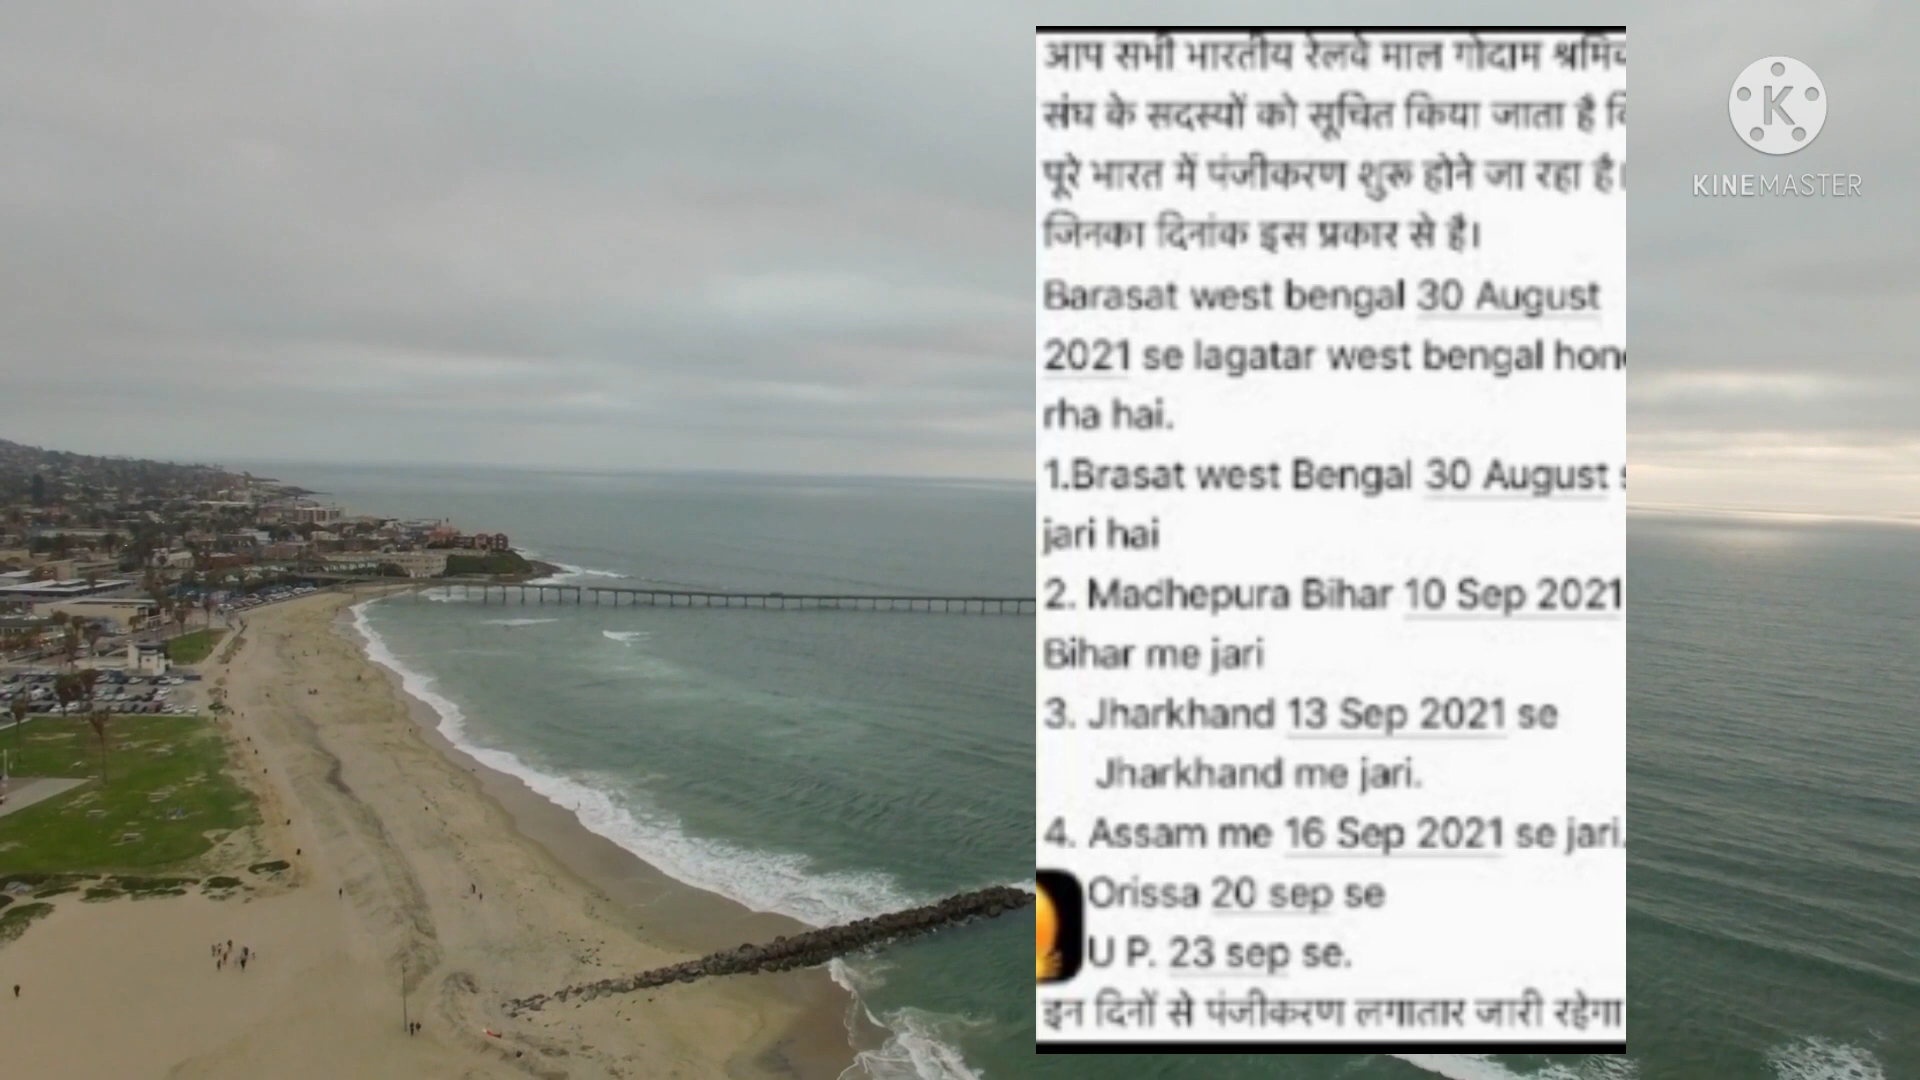 आप सभी भारतीय रेलवे माल गोदाम
संघ के सदस्यों को सूचित किया जाता है
पूरे भारत में पंजीकरण शुरू होने जा रहा है।
जिनका दिनांक इस प्रकार से है।
Barasat west bengal 30 August
2021 se lagatar west bengal
rha hai.
1.Brasat west Bengal 30 August
jari hai
2. Madhepura Bihar 10 Sep 2021
Bihar me jari
3. Jharkhand 13 Sep 2021 se
Jharkhand me jari.
4. Assam me 16 Sep 2021 se jari.
Orissa 20 sep se
U P. 23 sep se.
इन दिनों से पंजीकरण लगातार जारी रहेगा
K
KINEMASTER